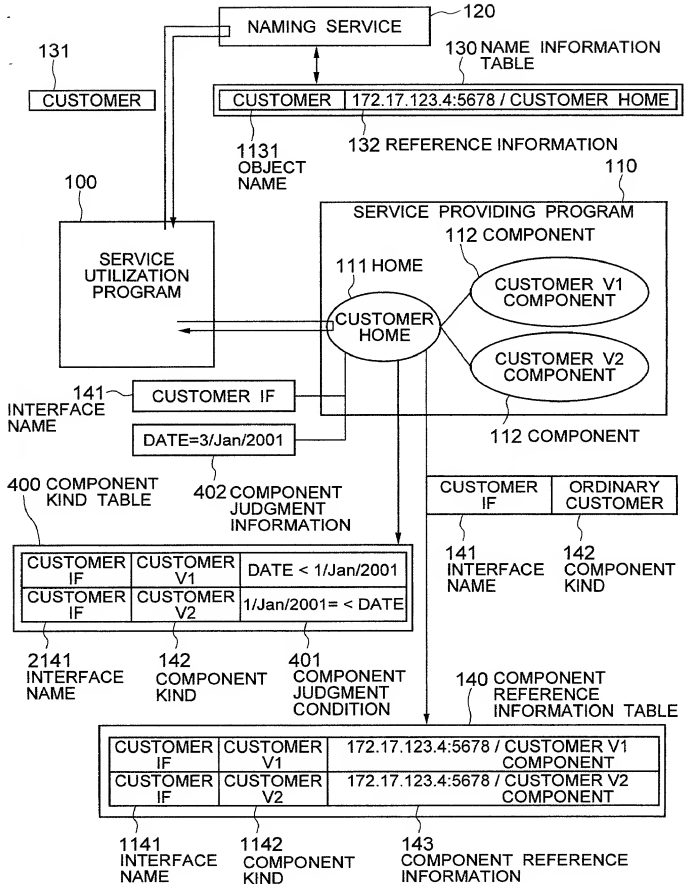 120
NAMING SERVICE
131
CUSTOMER
130 NAME INFORMATION
TABLE
CUSTOMER
172.17.123.4:5678 / CUSTOMER HOME
1131
OBJECT
NAME
132 REFERENCE INFORMATION
100
SERVICE
UTILIZATION
PROGRAM
110
SERVICE PROVIDING PROGRAM
112 COMPONENT
111 HOME
CUSTOMER
HOME
CUSTOMER V1
COMPONENT
CUSTOMER V2
COMPONENT
112 COMPONENT
141
INTERFACE
NAME
CUSTOMER IF
DATE=3/Jan/2001
402 COMPONENT
JUDGMENT
INFORMATION
400 COMPONENT
KIND TABLE
CUSTOMER
IF
ORDINARY
CUSTOMER
141
INTERFACE
NAME
142
COMPONENT
KIND
CUSTOMER
IF
CUSTOMER
V1
DATE < 1/Jan/2001
CUSTOMER
IF
CUSTOMER
V2
1/Jan/2001= < DATE
2141
INTERFACE
NAME
142
COMPONENT
KIND
401
COMPONENT
JUDGMENT
CONDITION
140 COMPONENT
REFERENCE
INFORMATION TABLE
CUSTOMER
IF
CUSTOMER
V1
172.17.123.4:5678 / CUSTOMER V1
COMPONENT
CUSTOMER
IF
CUSTOMER
V2
172.17.123.4:5678 / CUSTOMER V2
COMPONENT
1141
INTERFACE
NAME
1142
COMPONENT
KIND
143
COMPONENT REFERENCE
INFORMATION